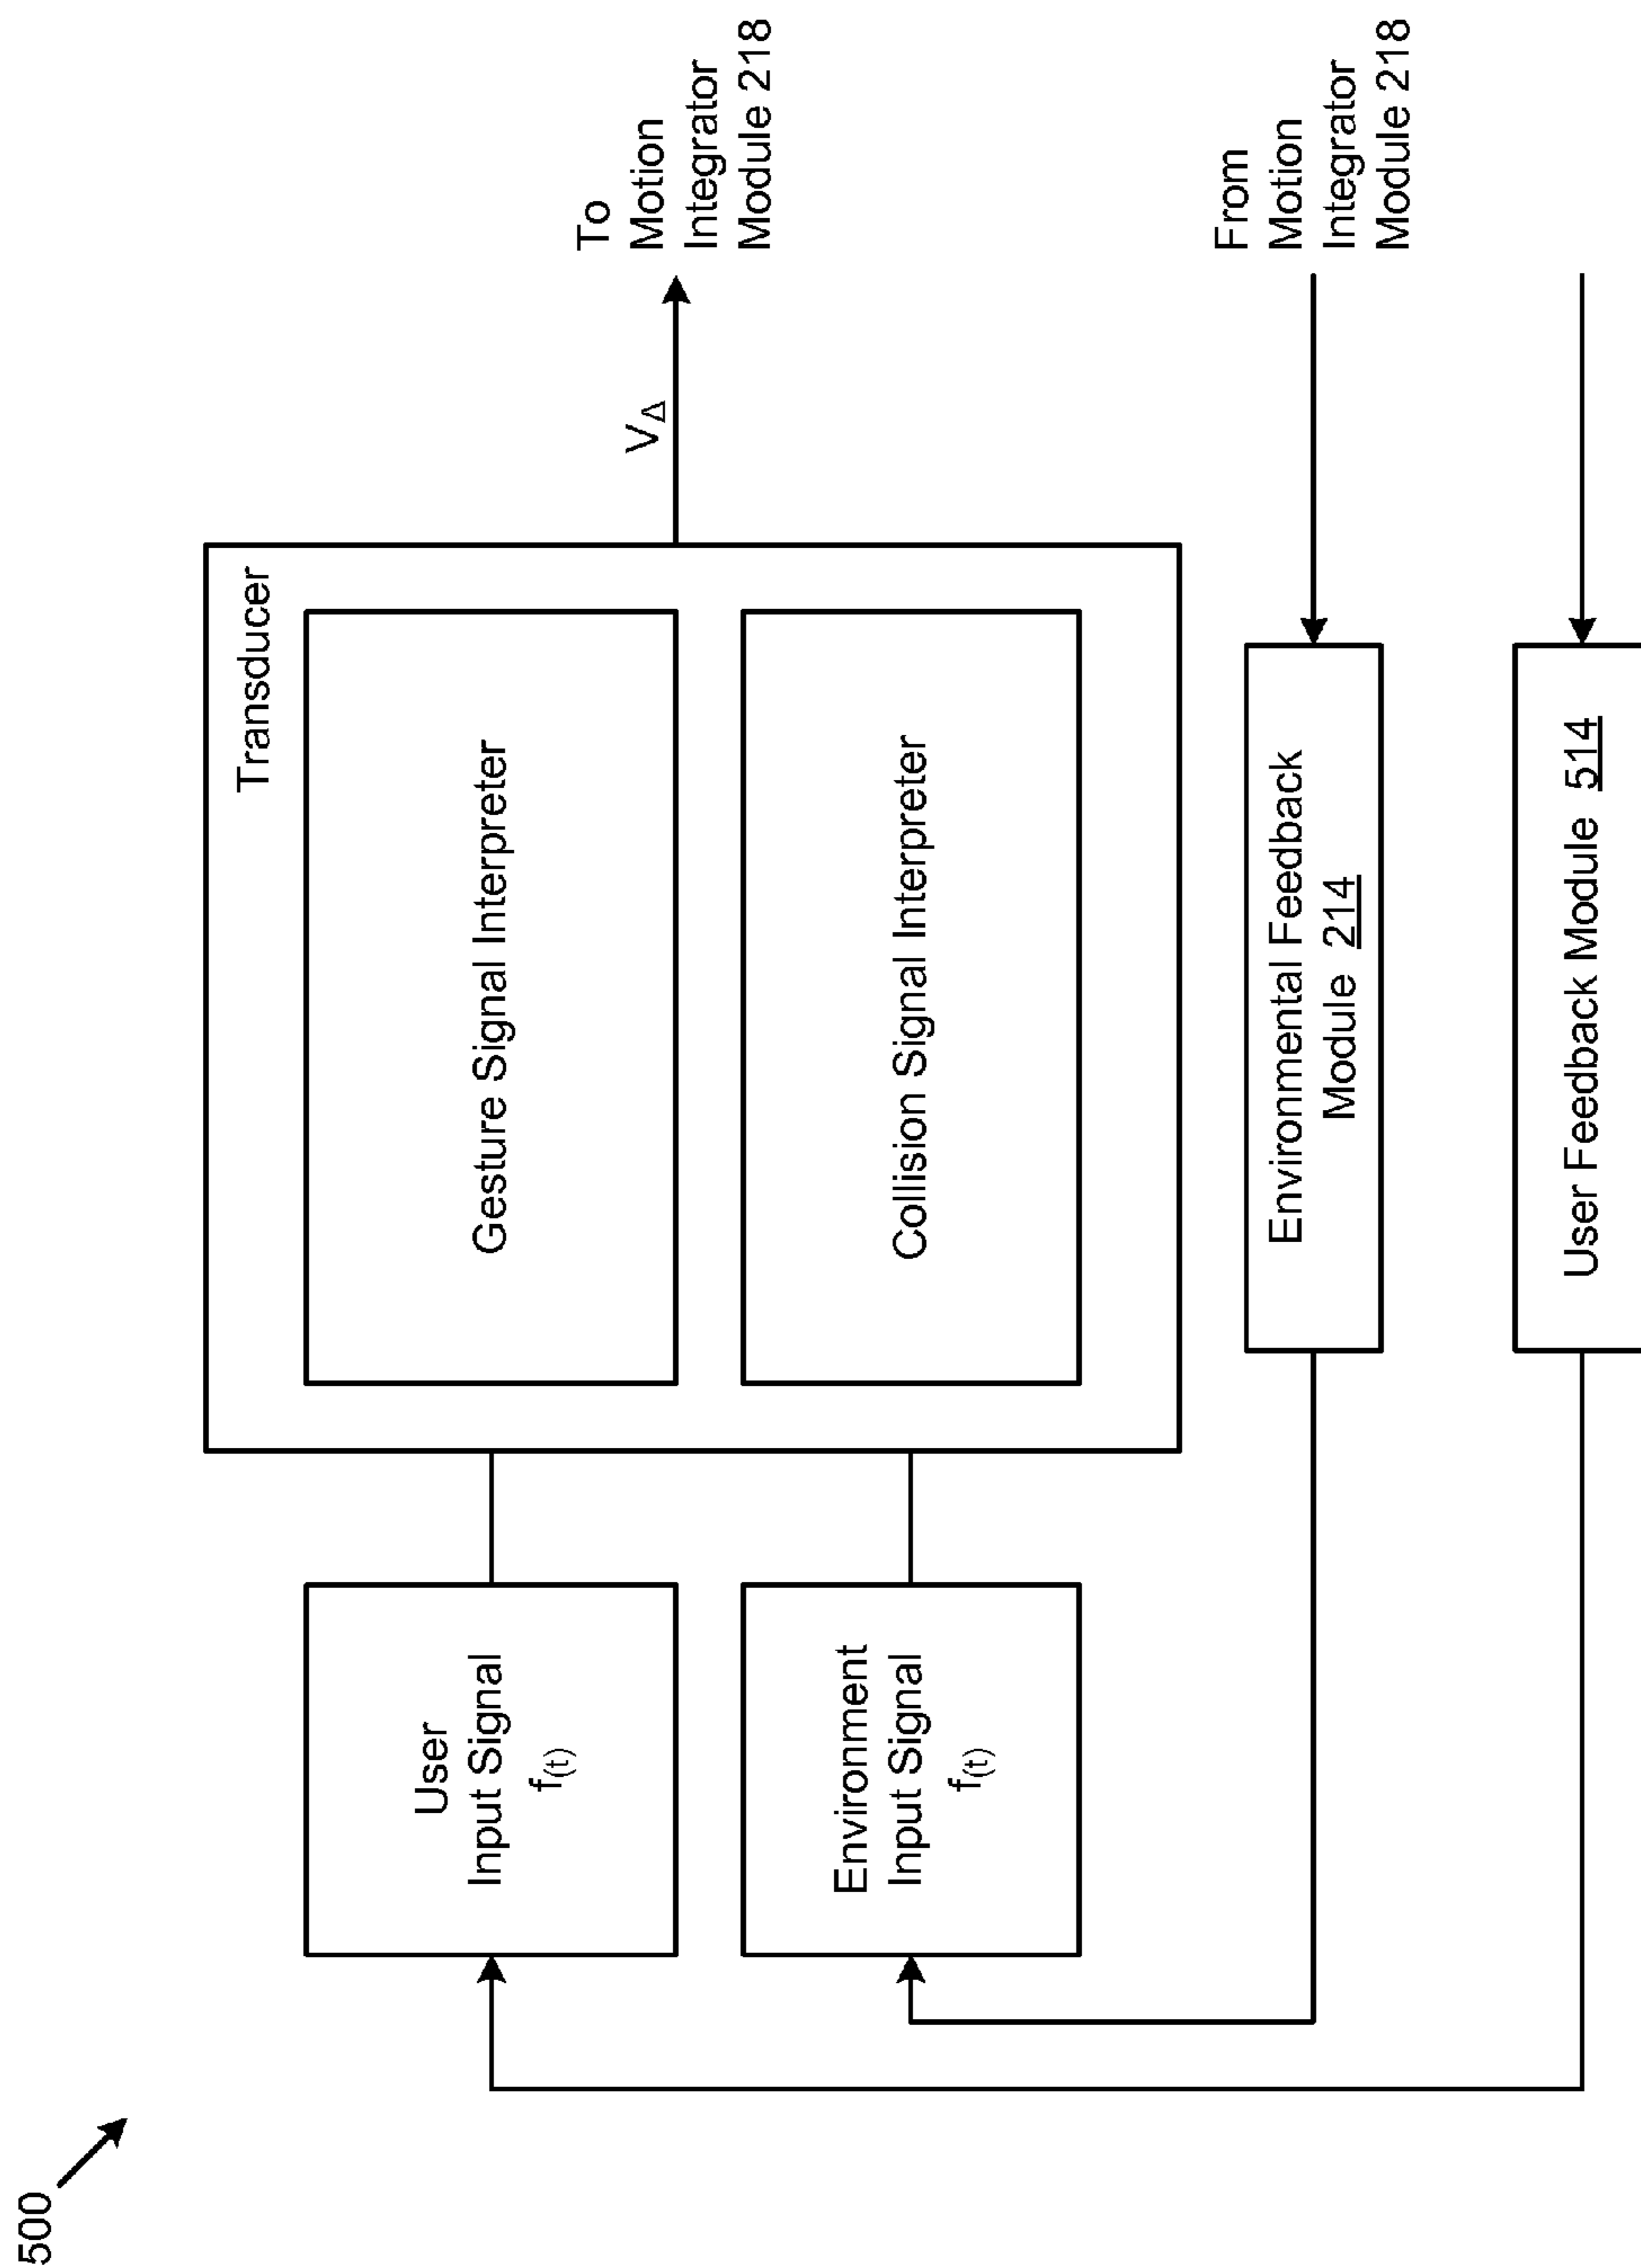 500
Transducer
User
Input Signal
f(t)
Gesture Signal Interpreter
VΔ
To
Motion
Integrator
Module 218
Environment
Input Signal
f(t)
Collision Signal Interpreter
Environmental Feedback
Module 214
From
Motion
Integrator
Module 218
User Feedback Module 514